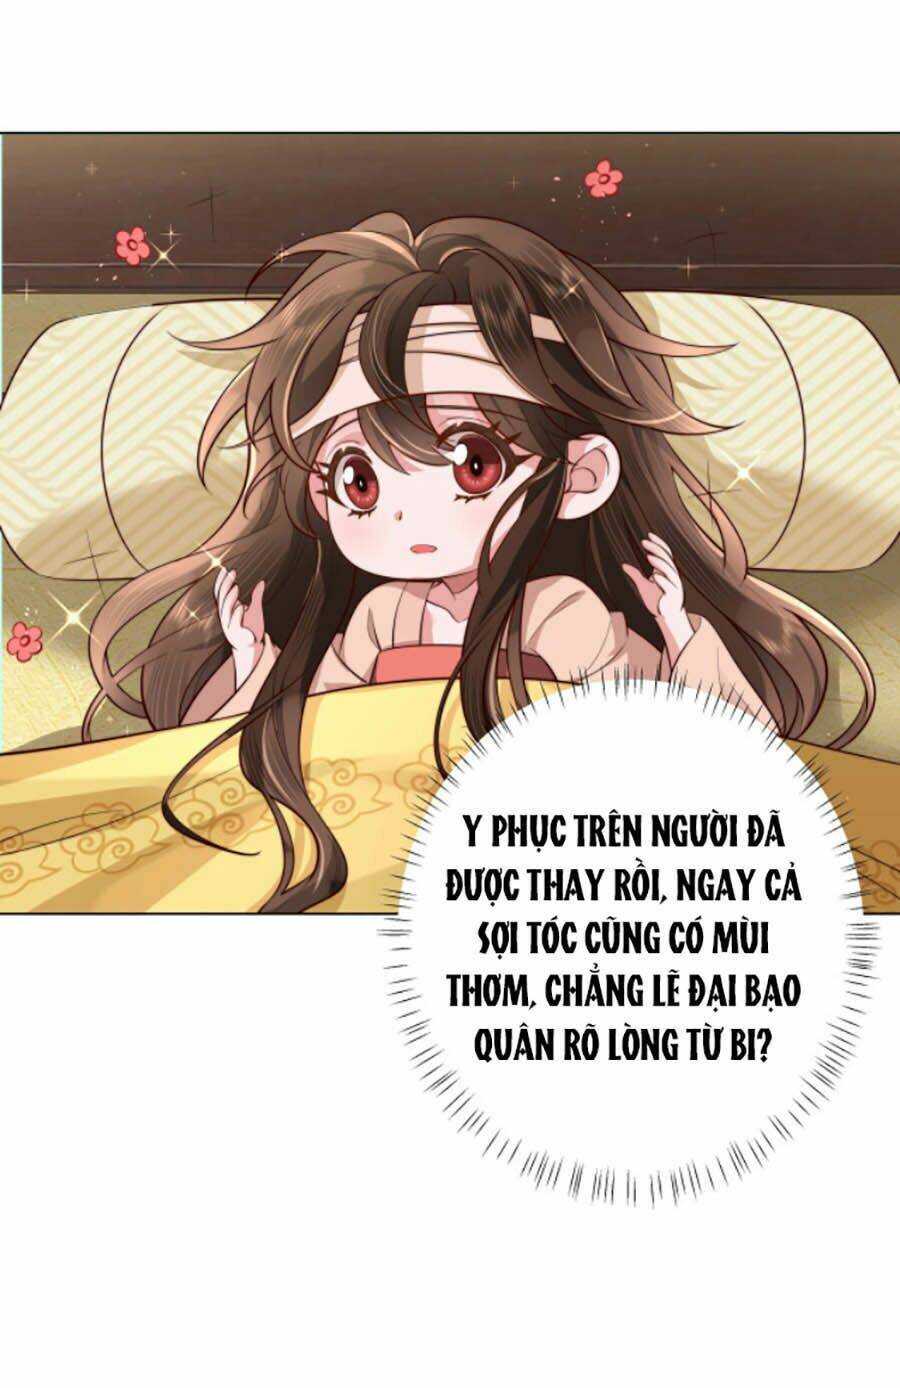 Y PHỤC TRÊN NGƯỜI ĐÃ
ĐƯỢC THAY RỒI, NGAY CẢ
SỢI TÓC CŨNG CÓ MÙI
THƠM, CHẲNG LẼ ĐẠI BẠO
QUÂN RÕ LÒNG TỪ BI?